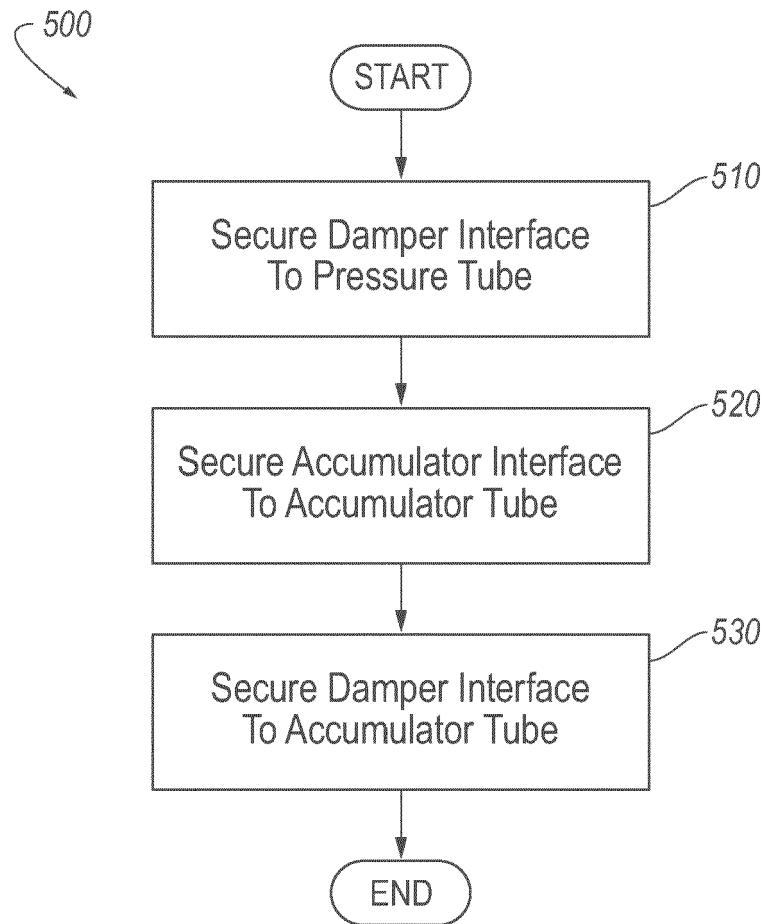 500
START
510
Secure Damper Interface
To Pressure Tube
520
Secure Accumulator Interface
To Accumulator Tube
530
Secure Damper Interface
To Accumulator Tube
END